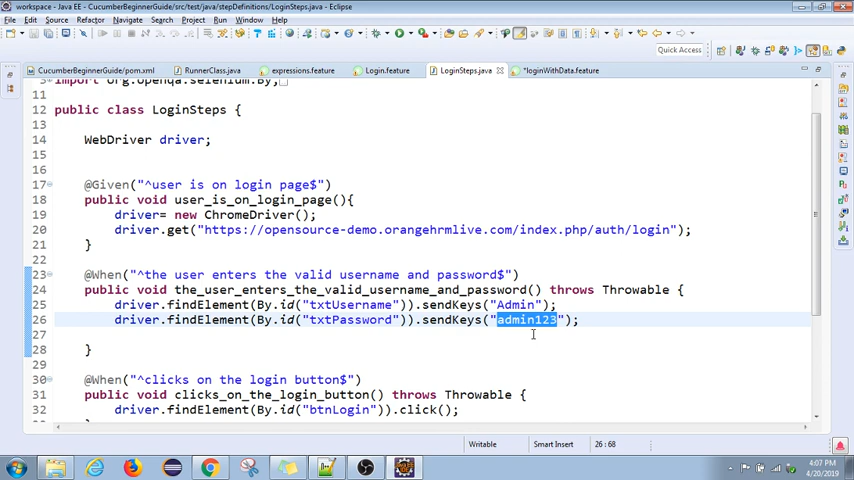 workspace - Java EE - CucumberBeginnerGuide/src/test/java/stepDefinitions/LoginSteps.java - Eclipse
File Edit Source Refactor Navigate Search Project Run Window Help
Quick Access
CucumberBeginnerGuide/pom.xml RunnerClass.java expressions.feature Login.feature LoginSteps.java *loginWithData.feature
3 import org.openqa.selenium.By;
11
12 public class LoginSteps {
13
14 WebDriver driver;
15
16
17 @Given("^user is on login page$")
18 public void user_is_on_login_page(){
19 driver= new ChromeDriver();
20 driver.get("https://opensource-demo.orangehrmlive.com/index.php/auth/login");
21 }
22
23 @When("^the user enters the valid username and password$")
24 public void the_user_enters_the_valid_username_and_password() throws Throwable {
25 driver.findElement(By.id("txtUsername")).sendKeys("Admin");
26 driver.findElement(By.id("txtPassword")).sendKeys("admin123");
27
28 }
29
30 @When("^clicks on the login button$")
31 public void clicks_on_the_login_button() throws Throwable {
32 driver.findElement(By.id("btnLogin")).click();
Writable Smart Insert 26 : 68
4:07 PM
4/20/2019